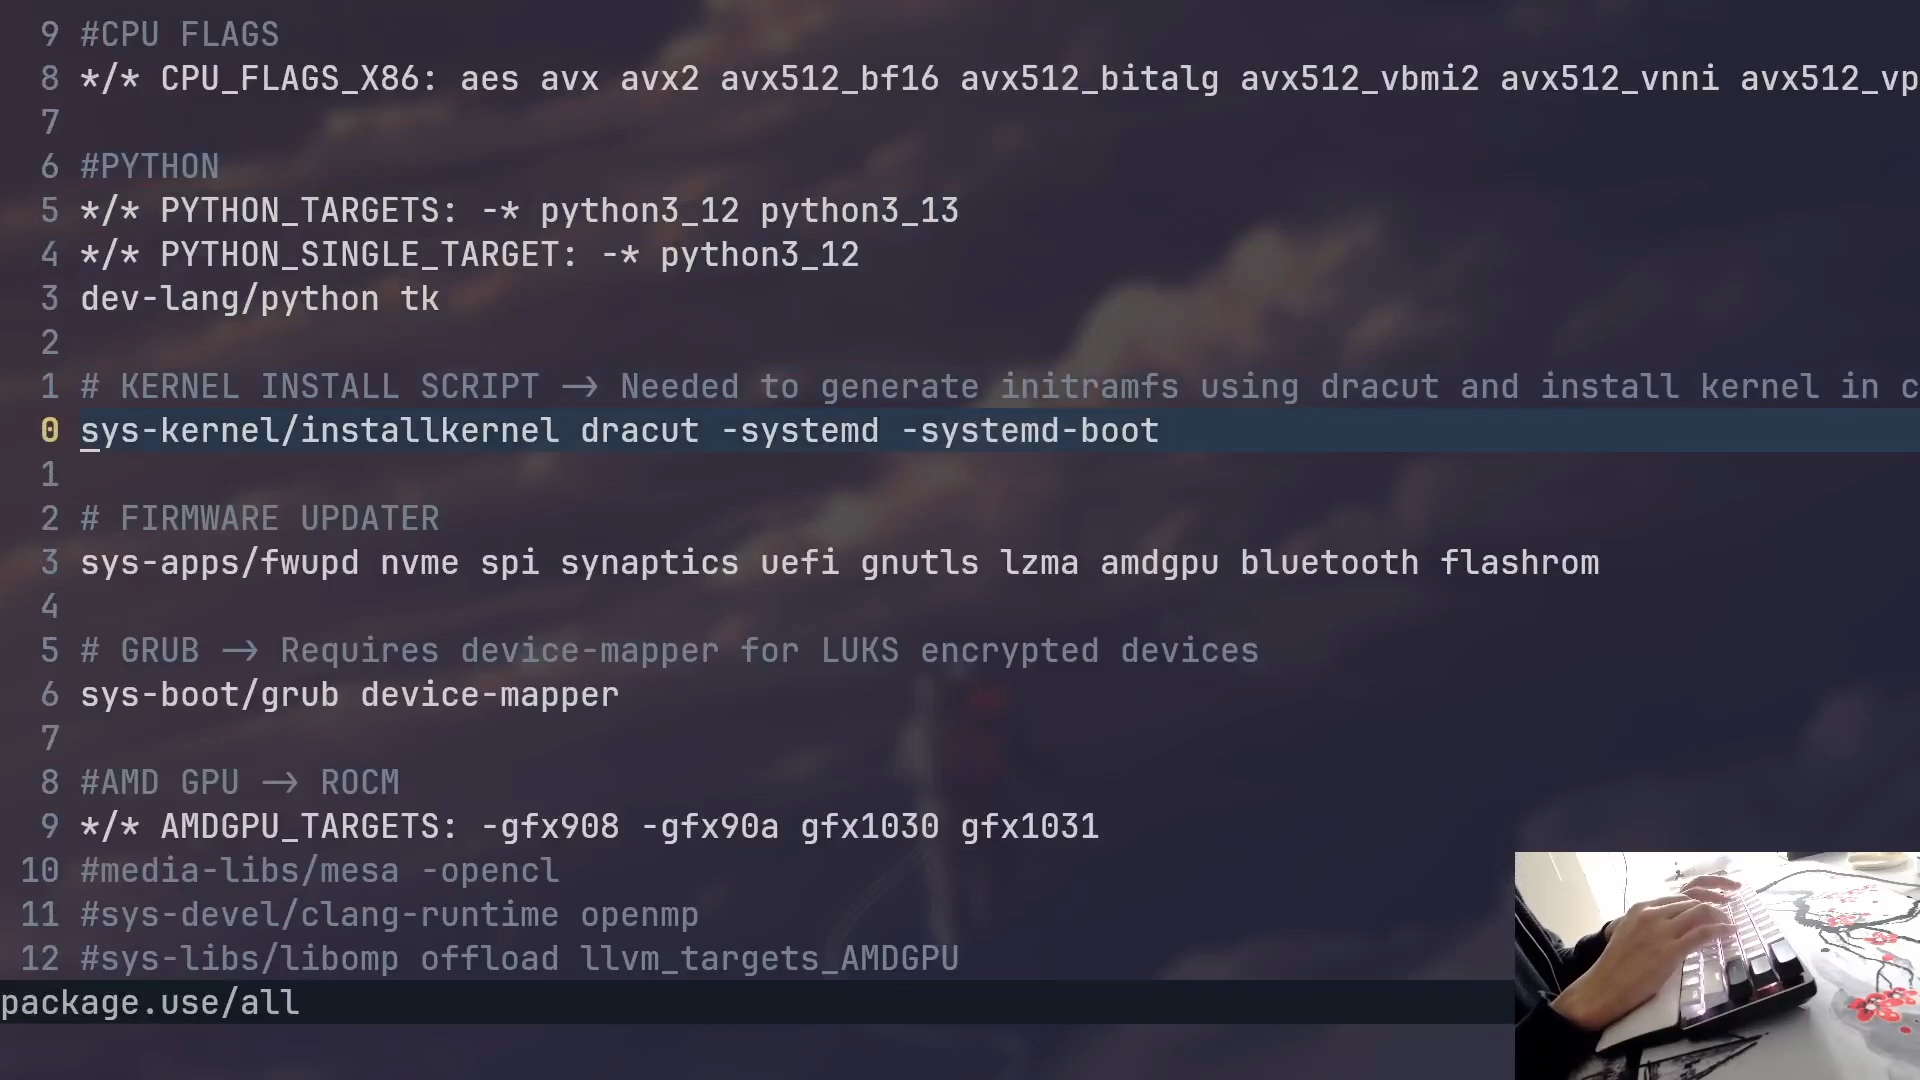 9 #CPU FLAGS
8 */* CPU_FLAGS_X86: aes avx avx2 avx512_bf16 avx512_bitalg avx512_vbmi2 avx512_vnni avx512_vp
7
6 #PYTHON
5 */* PYTHON_TARGETS: -* python3_12 python3_13
4 */* PYTHON_SINGLE_TARGET: -* python3_12
3 dev-lang/python tk
2
1 # KERNEL INSTALL SCRIPT -> Needed to generate initramfs using dracut and install kernel in c
0 sys-kernel/installkernel dracut -systemd -systemd-boot
1
2 # FIRMWARE UPDATER
3 sys-apps/fwupd nvme spi synaptics uefi gnutls lzma amdgpu bluetooth flashrom
4
5 # GRUB -> Requires device-mapper for LUKS encrypted devices
6 sys-boot/grub device-mapper
7
8 #AMD GPU -> ROCM
9 */* AMDGPU_TARGETS: -gfx908 -gfx90a gfx1030 gfx1031
10 #media-libs/mesa -opencl
11 #sys-devel/clang-runtime openmp
12 #sys-libs/libomp offload llvm_targets_AMDGPU
package.use/all